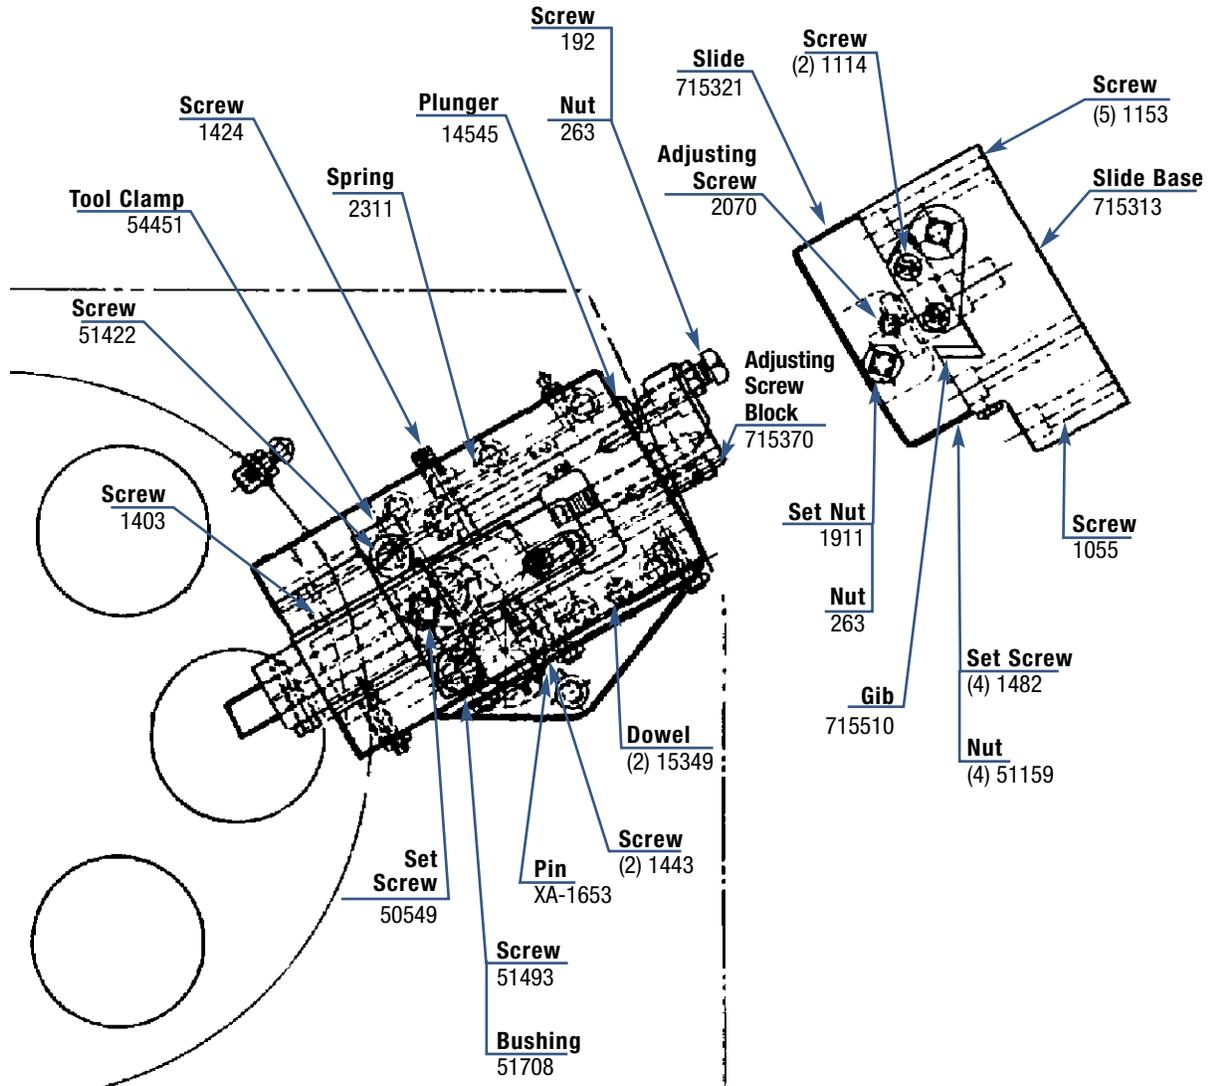 Screw
192
Nut
263
Slide
715321
Screw
(2) 1114
Screw
(5) 1153
Screw
1424
Plunger
14545
Adjusting
Screw
2070
Slide Base
715313
Tool Clamp
54451
Spring
2311
Screw
51422
Adjusting
Screw
Block
715370
Screw
1403
Set Nut
1911
Nut
263
Screw
1055
Set Screw
(4) 1482
Gib
715510
Nut
(4) 51159
Dowel
(2) 15349
Screw
(2) 1443
Pin
XA-1653
Set
Screw
50549
Screw
51493
Bushing
51708